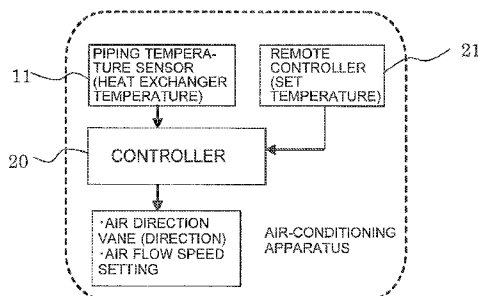 PIPING TEMPERA-
TURE SENSOR
(HEAT EXCHANGER
TEMPERATURE)
11
REMOTE
CONTROLLER
(SET
TEMPERATURE)
21
CONTROLLER
20
・AIR DIRECTION
VANE (DIRECTION)
・AIR FLOW SPEED
SETTING
AIR-CONDITIONING
APPARATUS